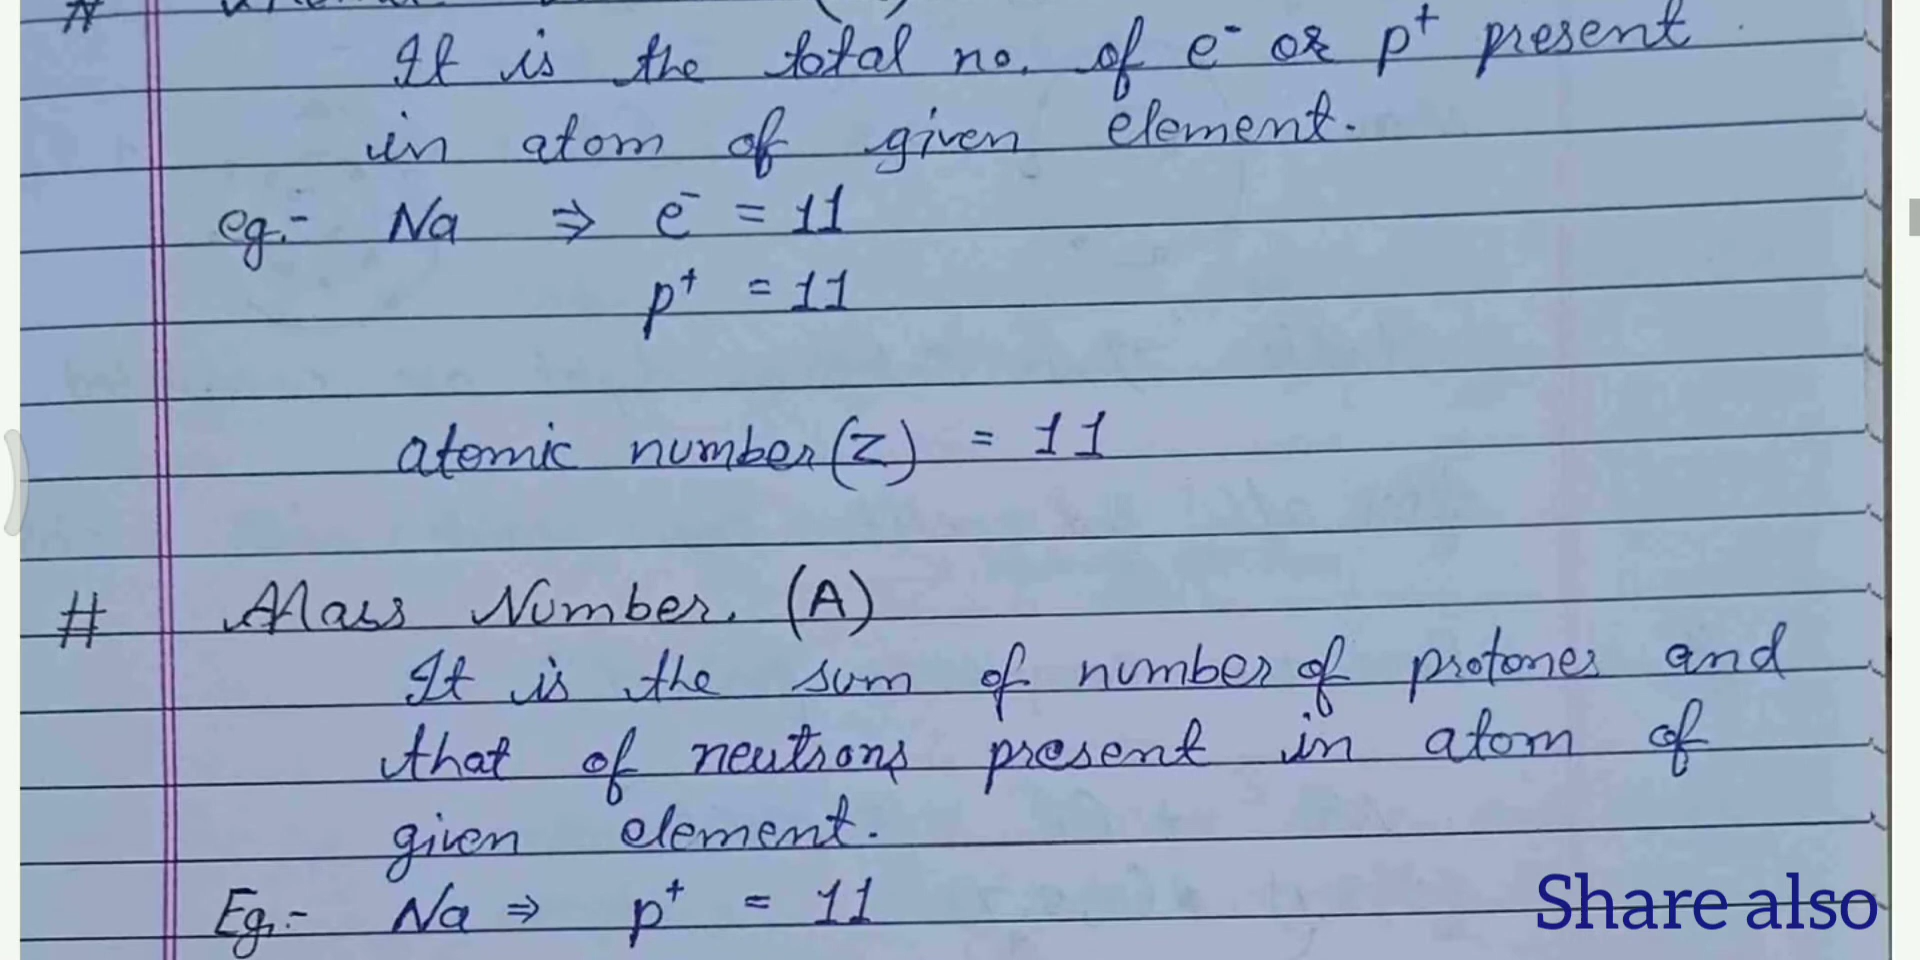 #
It is the total no. of e⁻ or p⁺ present
in atom of given element.
eg:- Na ⇒ e⁻ = 11
p⁺ = 11
atomic number (Z) = 11
# Mass Number. (A)
It is the sum of number of protones and
that of neutrons present in atom of
given element.
Eg:- Na ⇒ p⁺ = 11
Share also